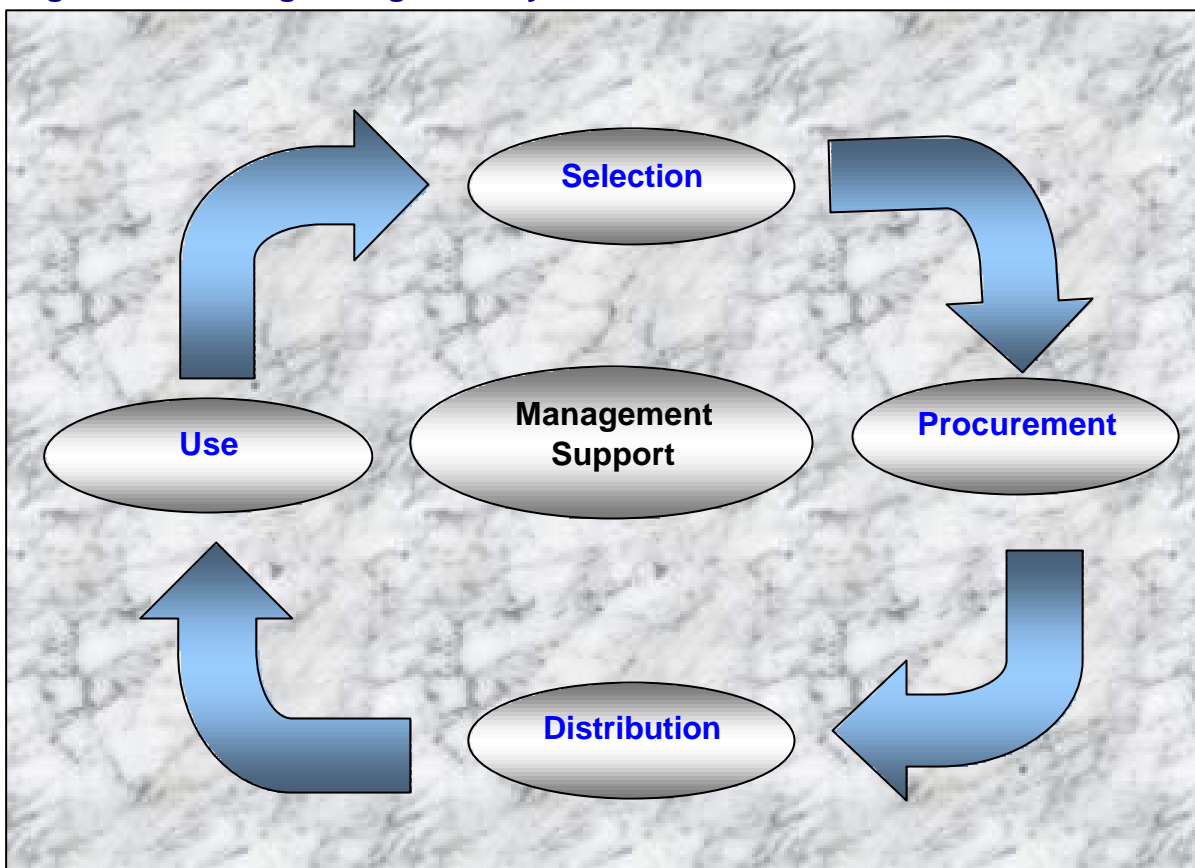 Selection
Management
Support
Procurement
Use
Distribution